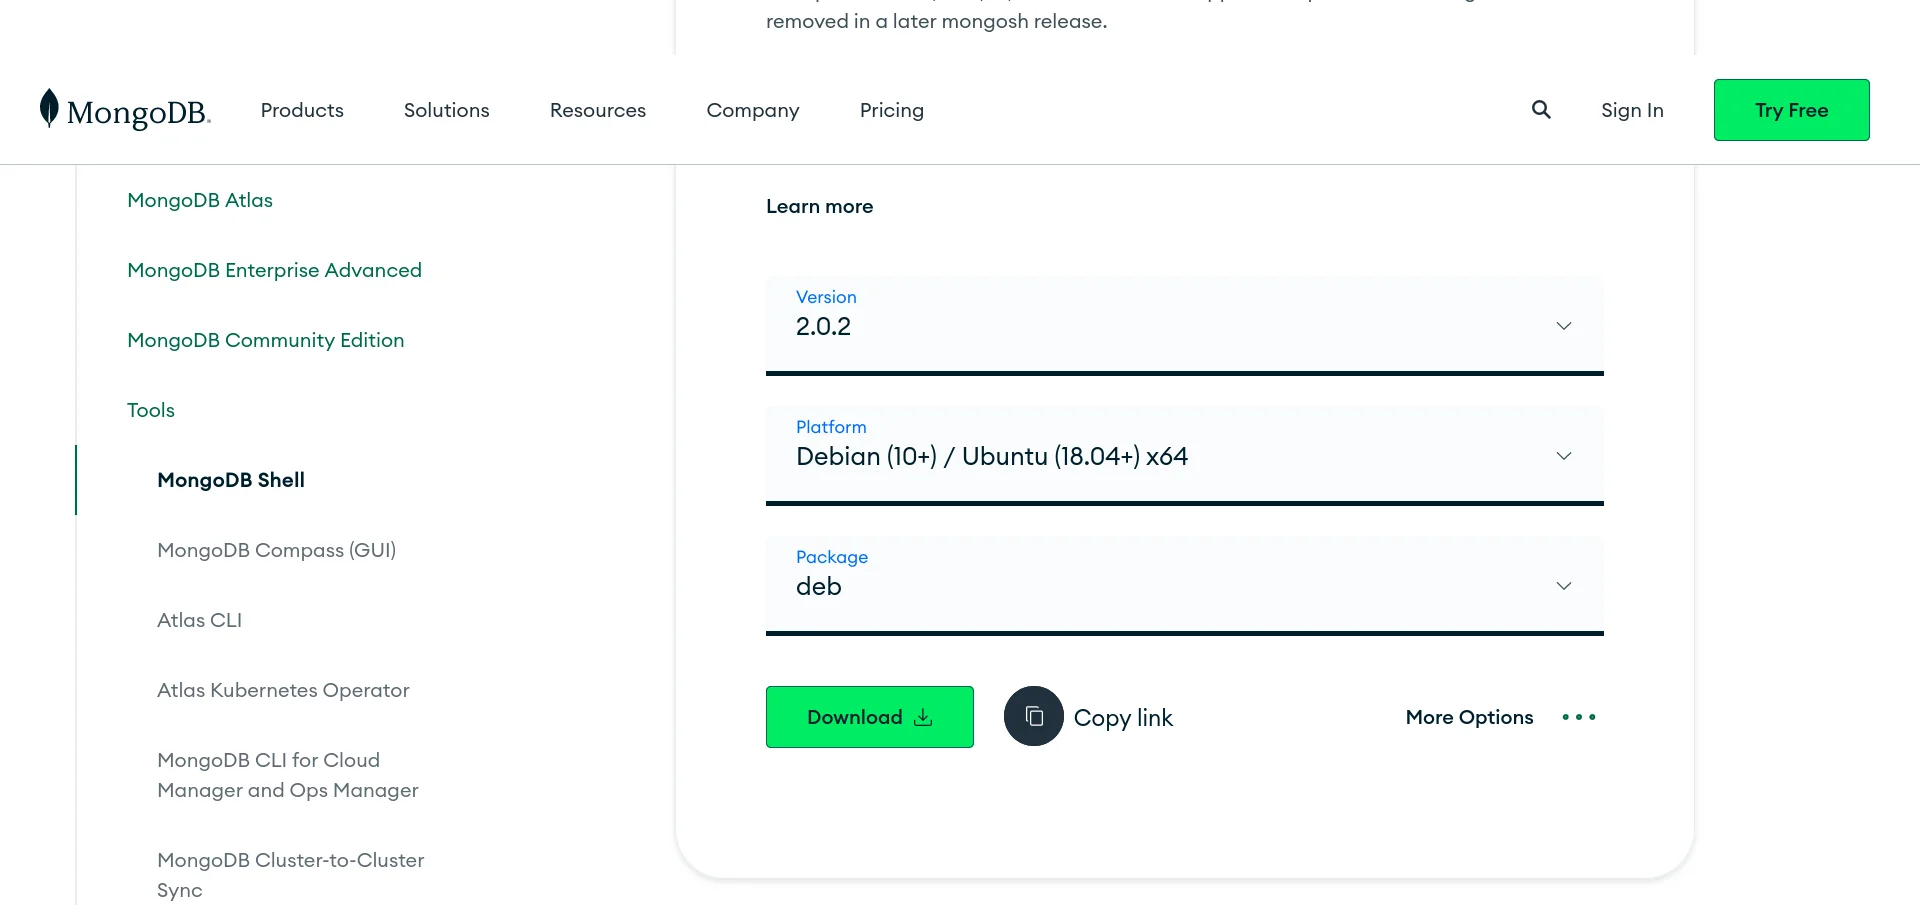 removed in a later mongosh release.
MongoDB.
Products
Solutions
Resources
Company
Pricing
Sign In
Try Free
MongoDB Atlas
MongoDB Enterprise Advanced
MongoDB Community Edition
Tools
MongoDB Shell
MongoDB Compass (GUI)
Atlas CLI
Atlas Kubernetes Operator
MongoDB CLI for Cloud
Manager and Ops Manager
MongoDB Cluster-to-Cluster
Sync
Learn more
Version
2.0.2
Platform
Debian (10+) / Ubuntu (18.04+) x64
Package
deb
Download
Copy link
More Options